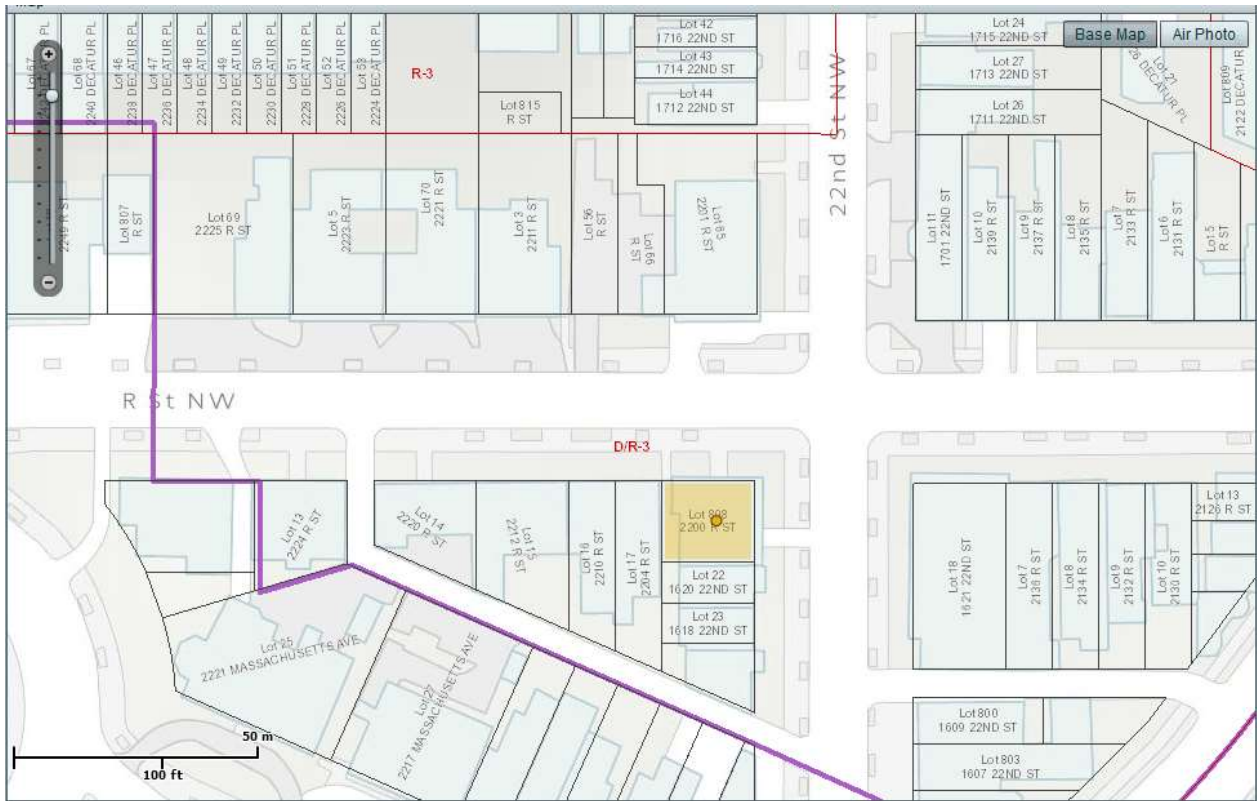 Lot 42
1716 22ND ST
Lot 43
1714 22ND ST
Lot 44
1712 22ND ST
Lot 24
1715 22ND ST
Lot 27
1713 22ND ST
Lot 26
1711 22ND ST
Base Map
Air Photo
Lot 21
Lot 809
2122 DECATUR
Lot 67
Lot 68
2240 DECATUR PL
Lot 46
2238 DECATUR PL
Lot 47
2236 DECATUR PL
Lot 48
2234 DECATUR PL
Lot 49
2232 DECATUR PL
Lot 50
2230 DECATUR PL
Lot 51
2228 DECATUR PL
Lot 52
2226 DECATUR PL
Lot 53
2224 DECATUR PL
R-3
Lot 815
R ST
22nd St NW
2249 R ST
Lot 807
R ST
Lot 69
2225 R ST
Lot 5
2223 R ST
Lot 70
2221 R ST
Lot 3
2211 R ST
Lot 56
R ST
Lot 66
R ST
Lot 65
2201 R ST
Lot 11
1701 22ND ST
Lot 10
2139 R ST
Lot 9
2137 R ST
Lot 8
2135 R ST
Lot 7
2133 R ST
Lot 6
2131 R ST
Lot 5
R ST
R St NW
D/R-3
Lot 13
2224 R ST
Lot 14
2220 R ST
Lot 15
2212 R ST
Lot 16
2210 R ST
Lot 17
2204 R ST
Lot 808
2200 R ST
Lot 22
1620 22ND ST
Lot 23
1618 22ND ST
Lot 18
1621 22ND ST
Lot 7
2136 R ST
Lot 8
2134 R ST
Lot 9
2132 R ST
Lot 10
2130 R ST
Lot 13
2126 R ST
Lot 25
2221 MASSACHUSETTS AVE
Lot 27
2217 MASSACHUSETTS AVE
Lot 800
1609 22ND ST
Lot 803
1607 22ND ST
50 m
100 ft